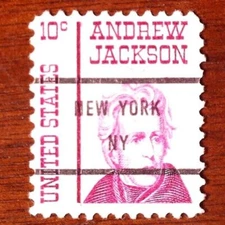 10c ANDREW
JACKSON
UNITED STATES
NEW YORK
NY